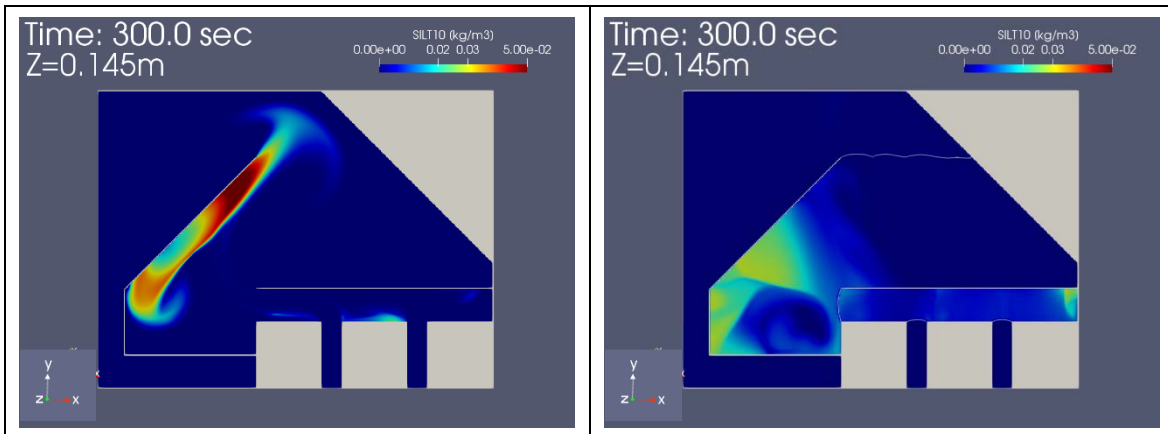 Time: 300.0 sec
Z=0.145m
SILT10 (kg/m3)
0.00e+00 0.02 0.03 5.00e-02
y
z x
Time: 300.0 sec
Z=0.145m
SILT10 (kg/m3)
0.00e+00 0.02 0.03 5.00e-02
y
z x